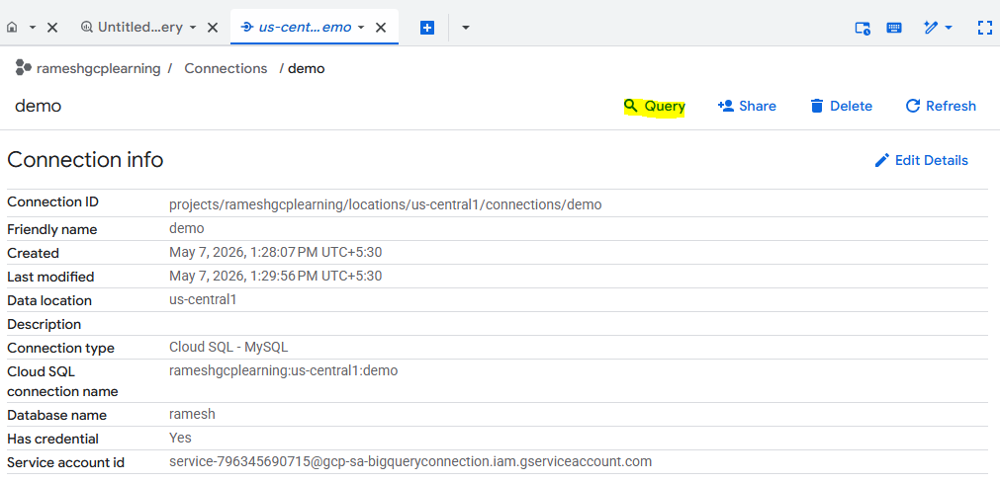 Untitled...ery
us-cent...emo
rameshgcplearning / Connections / demo
demo
Query Share Delete Refresh
Connection info
Edit Details
Connection ID projects/rameshgcplearning/locations/us-central1/connections/demo
Friendly name demo
Created May 7, 2026, 1:28:07 PM UTC+5:30
Last modified May 7, 2026, 1:29:56 PM UTC+5:30
Data location us-central1
Description
Connection type Cloud SQL - MySQL
Cloud SQL rameshgcplearning:us-central1:demo
connection name
Database name ramesh
Has credential Yes
Service account id service-796345690715@gcp-sa-bigqueryconnection.iam.gserviceaccount.com